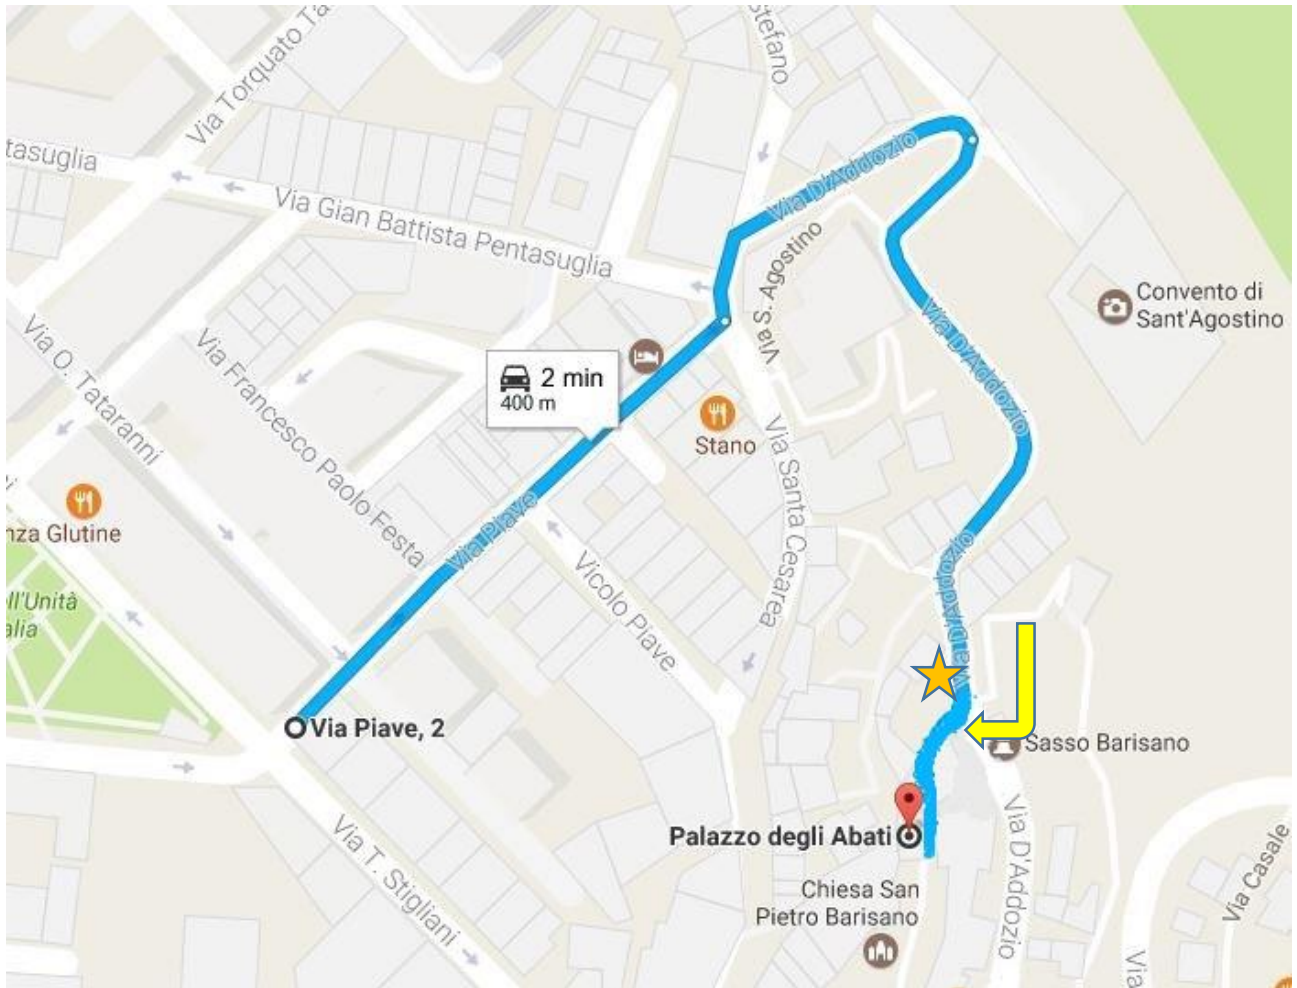 Stefano
Via Torquato Ta
tasuglia
Via D'Addozio
Via Gian Battista Pentasuglia
Via S. Agostino
Convento di
Sant'Agostino
Via O. Tataranni
Via Francesco Paolo Festa
Via D'Addozio
2 min
400 m
Stano
Via Santa Cesarea
nza Glutine
Via Piave
Via D'Addozio
Vicolo Piave
ll'Unità
alia
Via Piave, 2
Sasso Barisano
Palazzo degli Abati
Via T. Stigliani
Via D'Addozio
Via Casale
Chiesa San
Pietro Barisano
Via